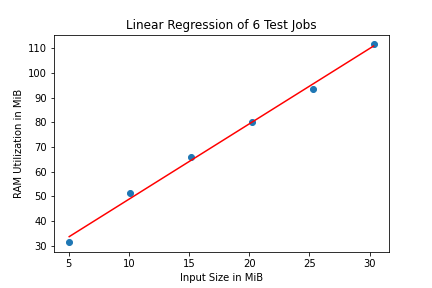 Linear Regression of 6 Test Jobs
RAM Utilization in MiB
110
100
90
80
70
60
50
40
30
5 10 15 20 25 30
Input Size in MiB